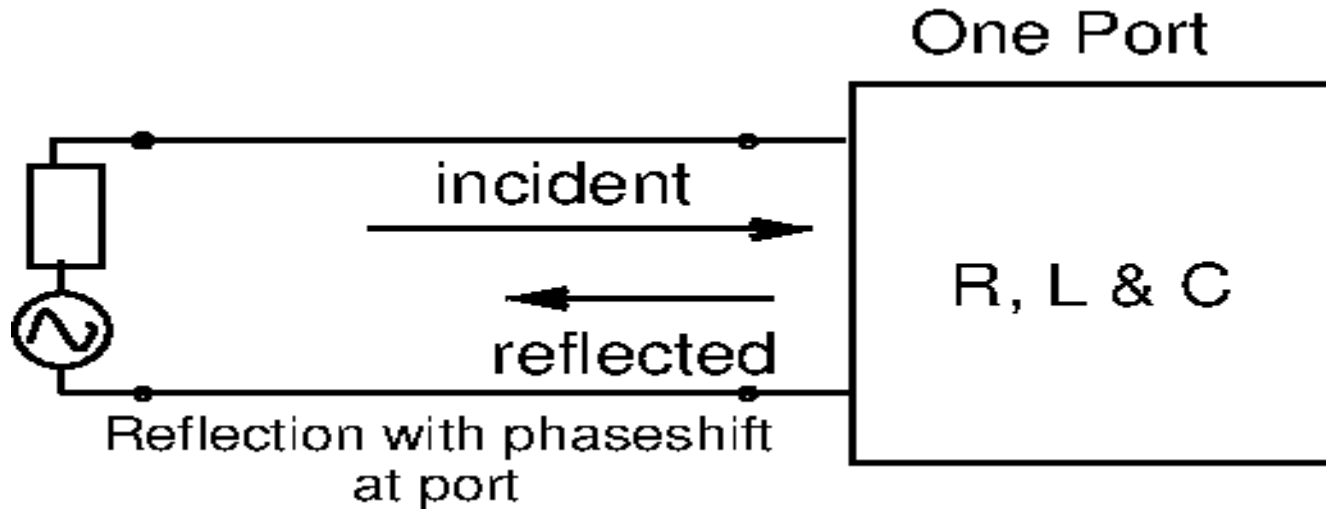 One Port
incident
R, L & C
reflected
Reflection with phaseshift
at port